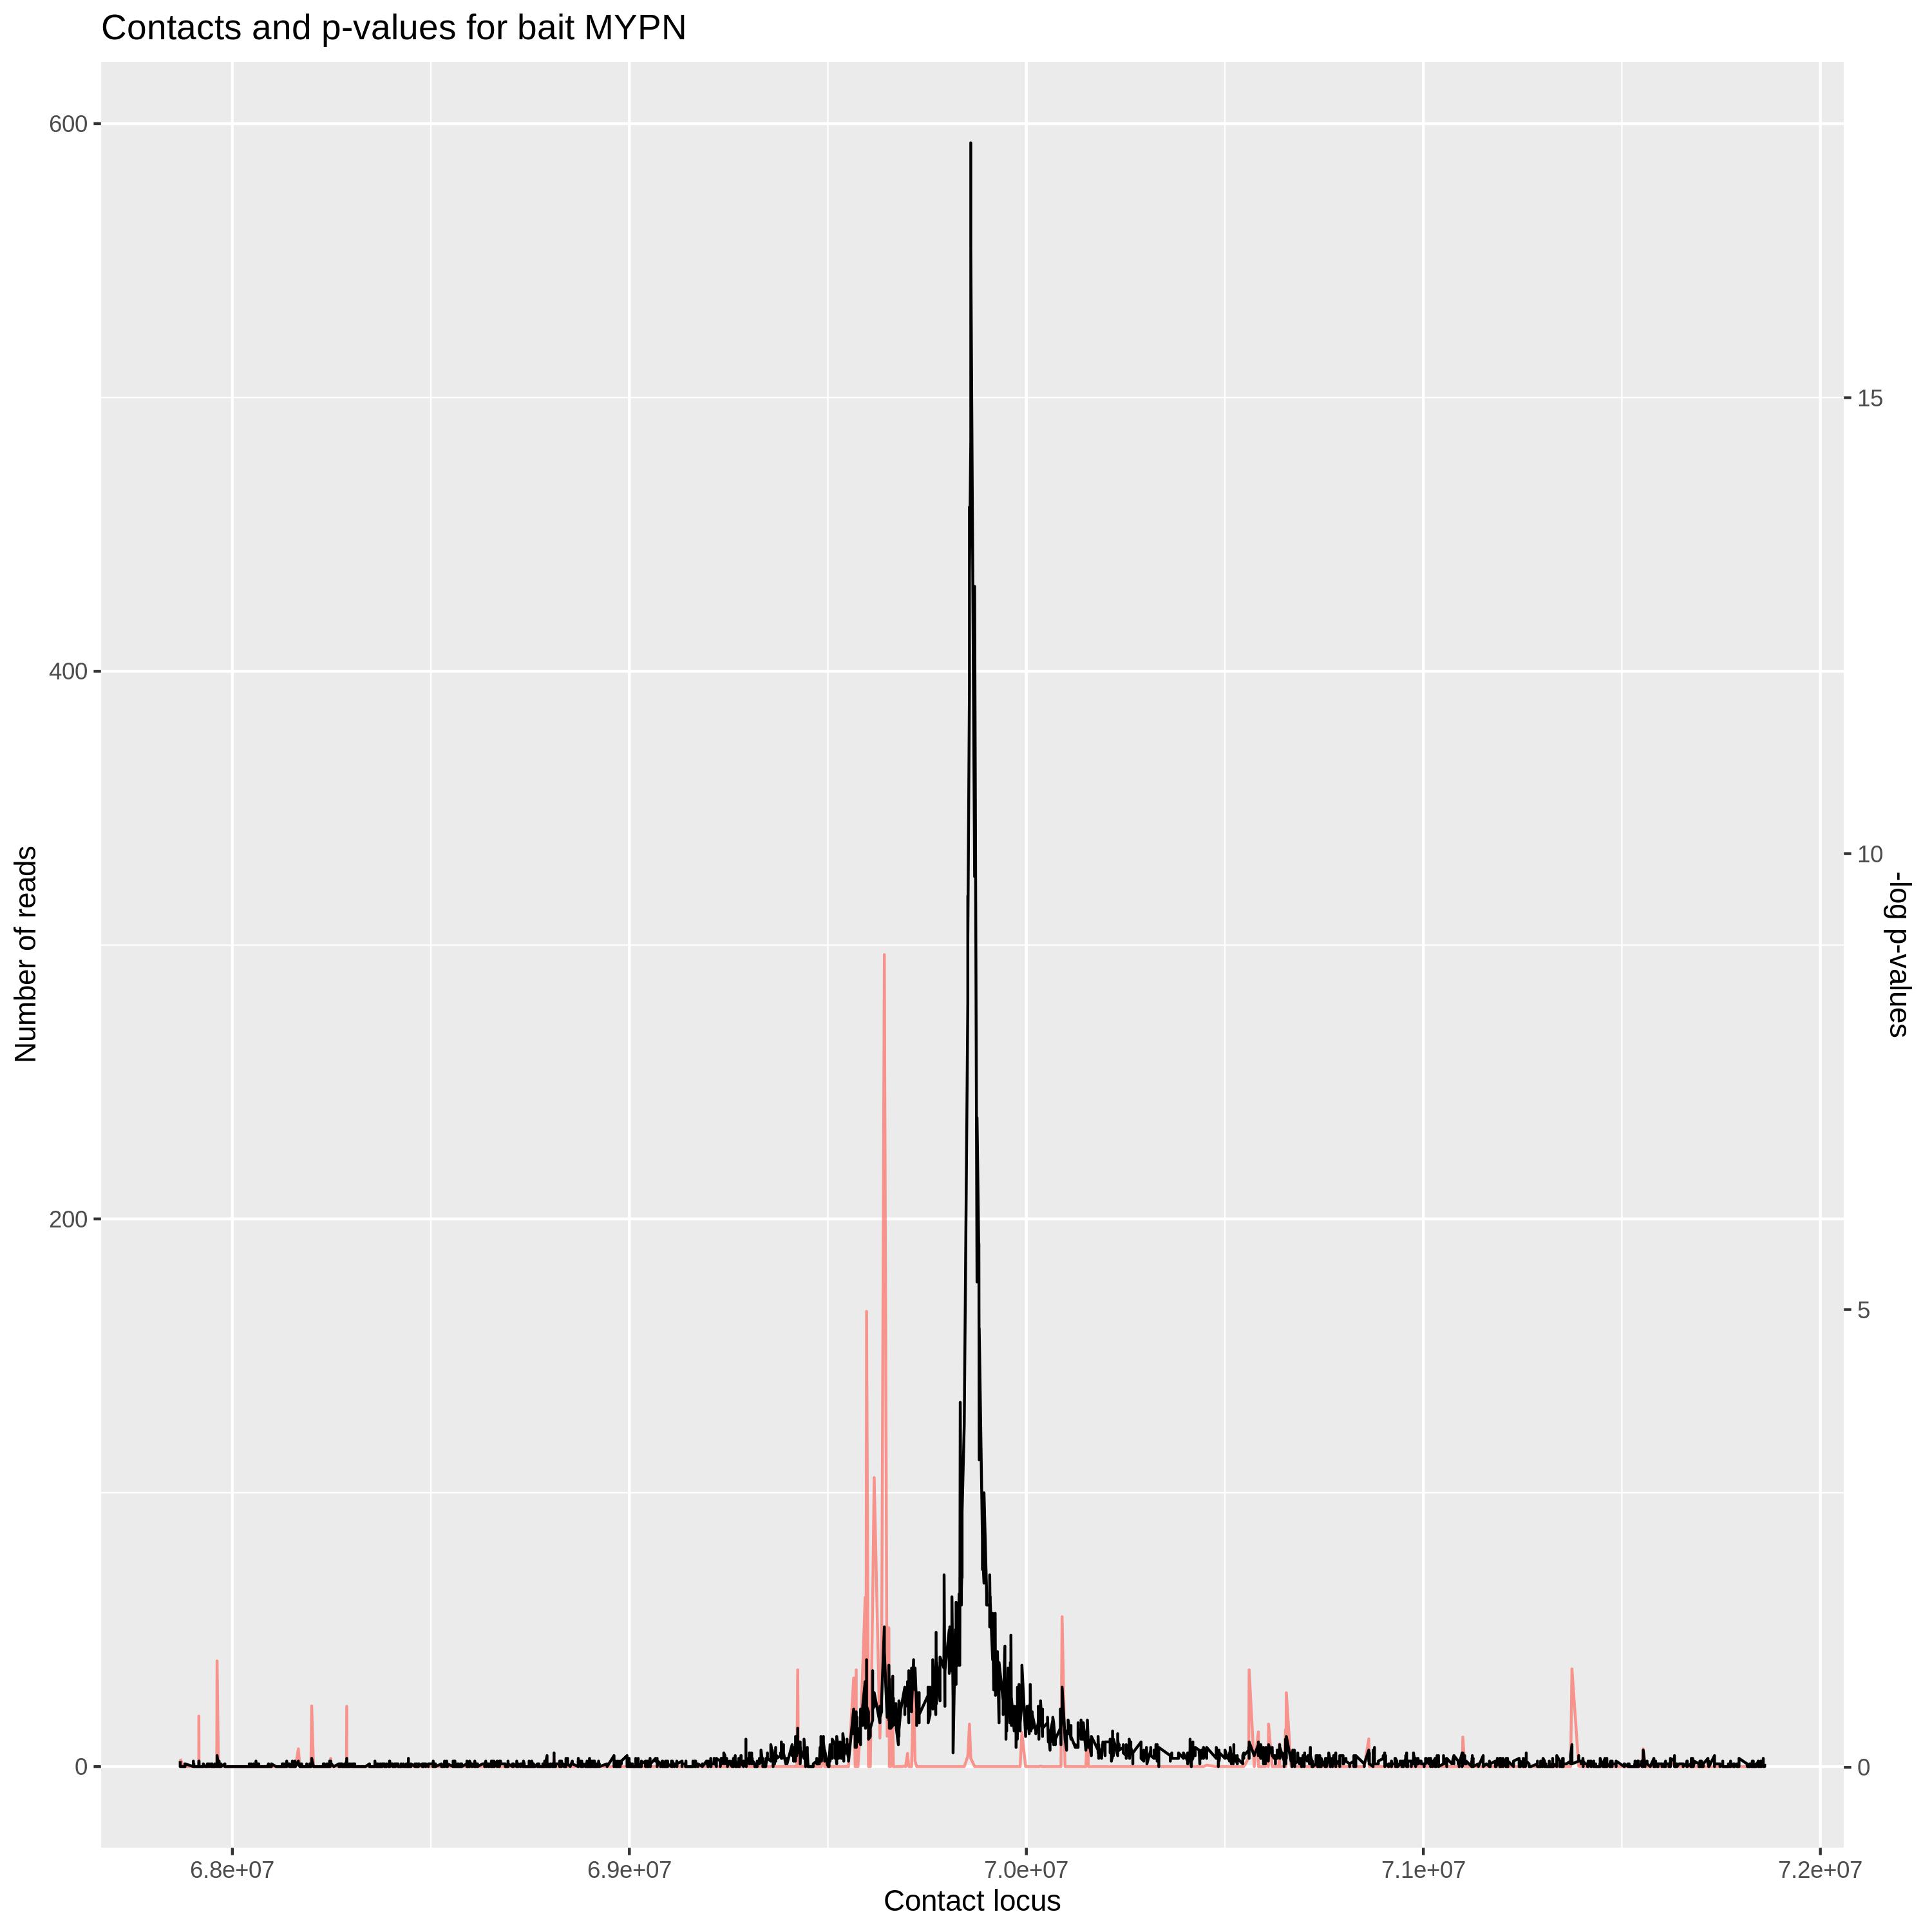 Contacts and p-values for bait MYPN
600
400
200
0
Number of reads
15
10
5
0
-log p-values
6.8e+07
6.9e+07
7.0e+07
7.1e+07
7.2e+07
Contact locus